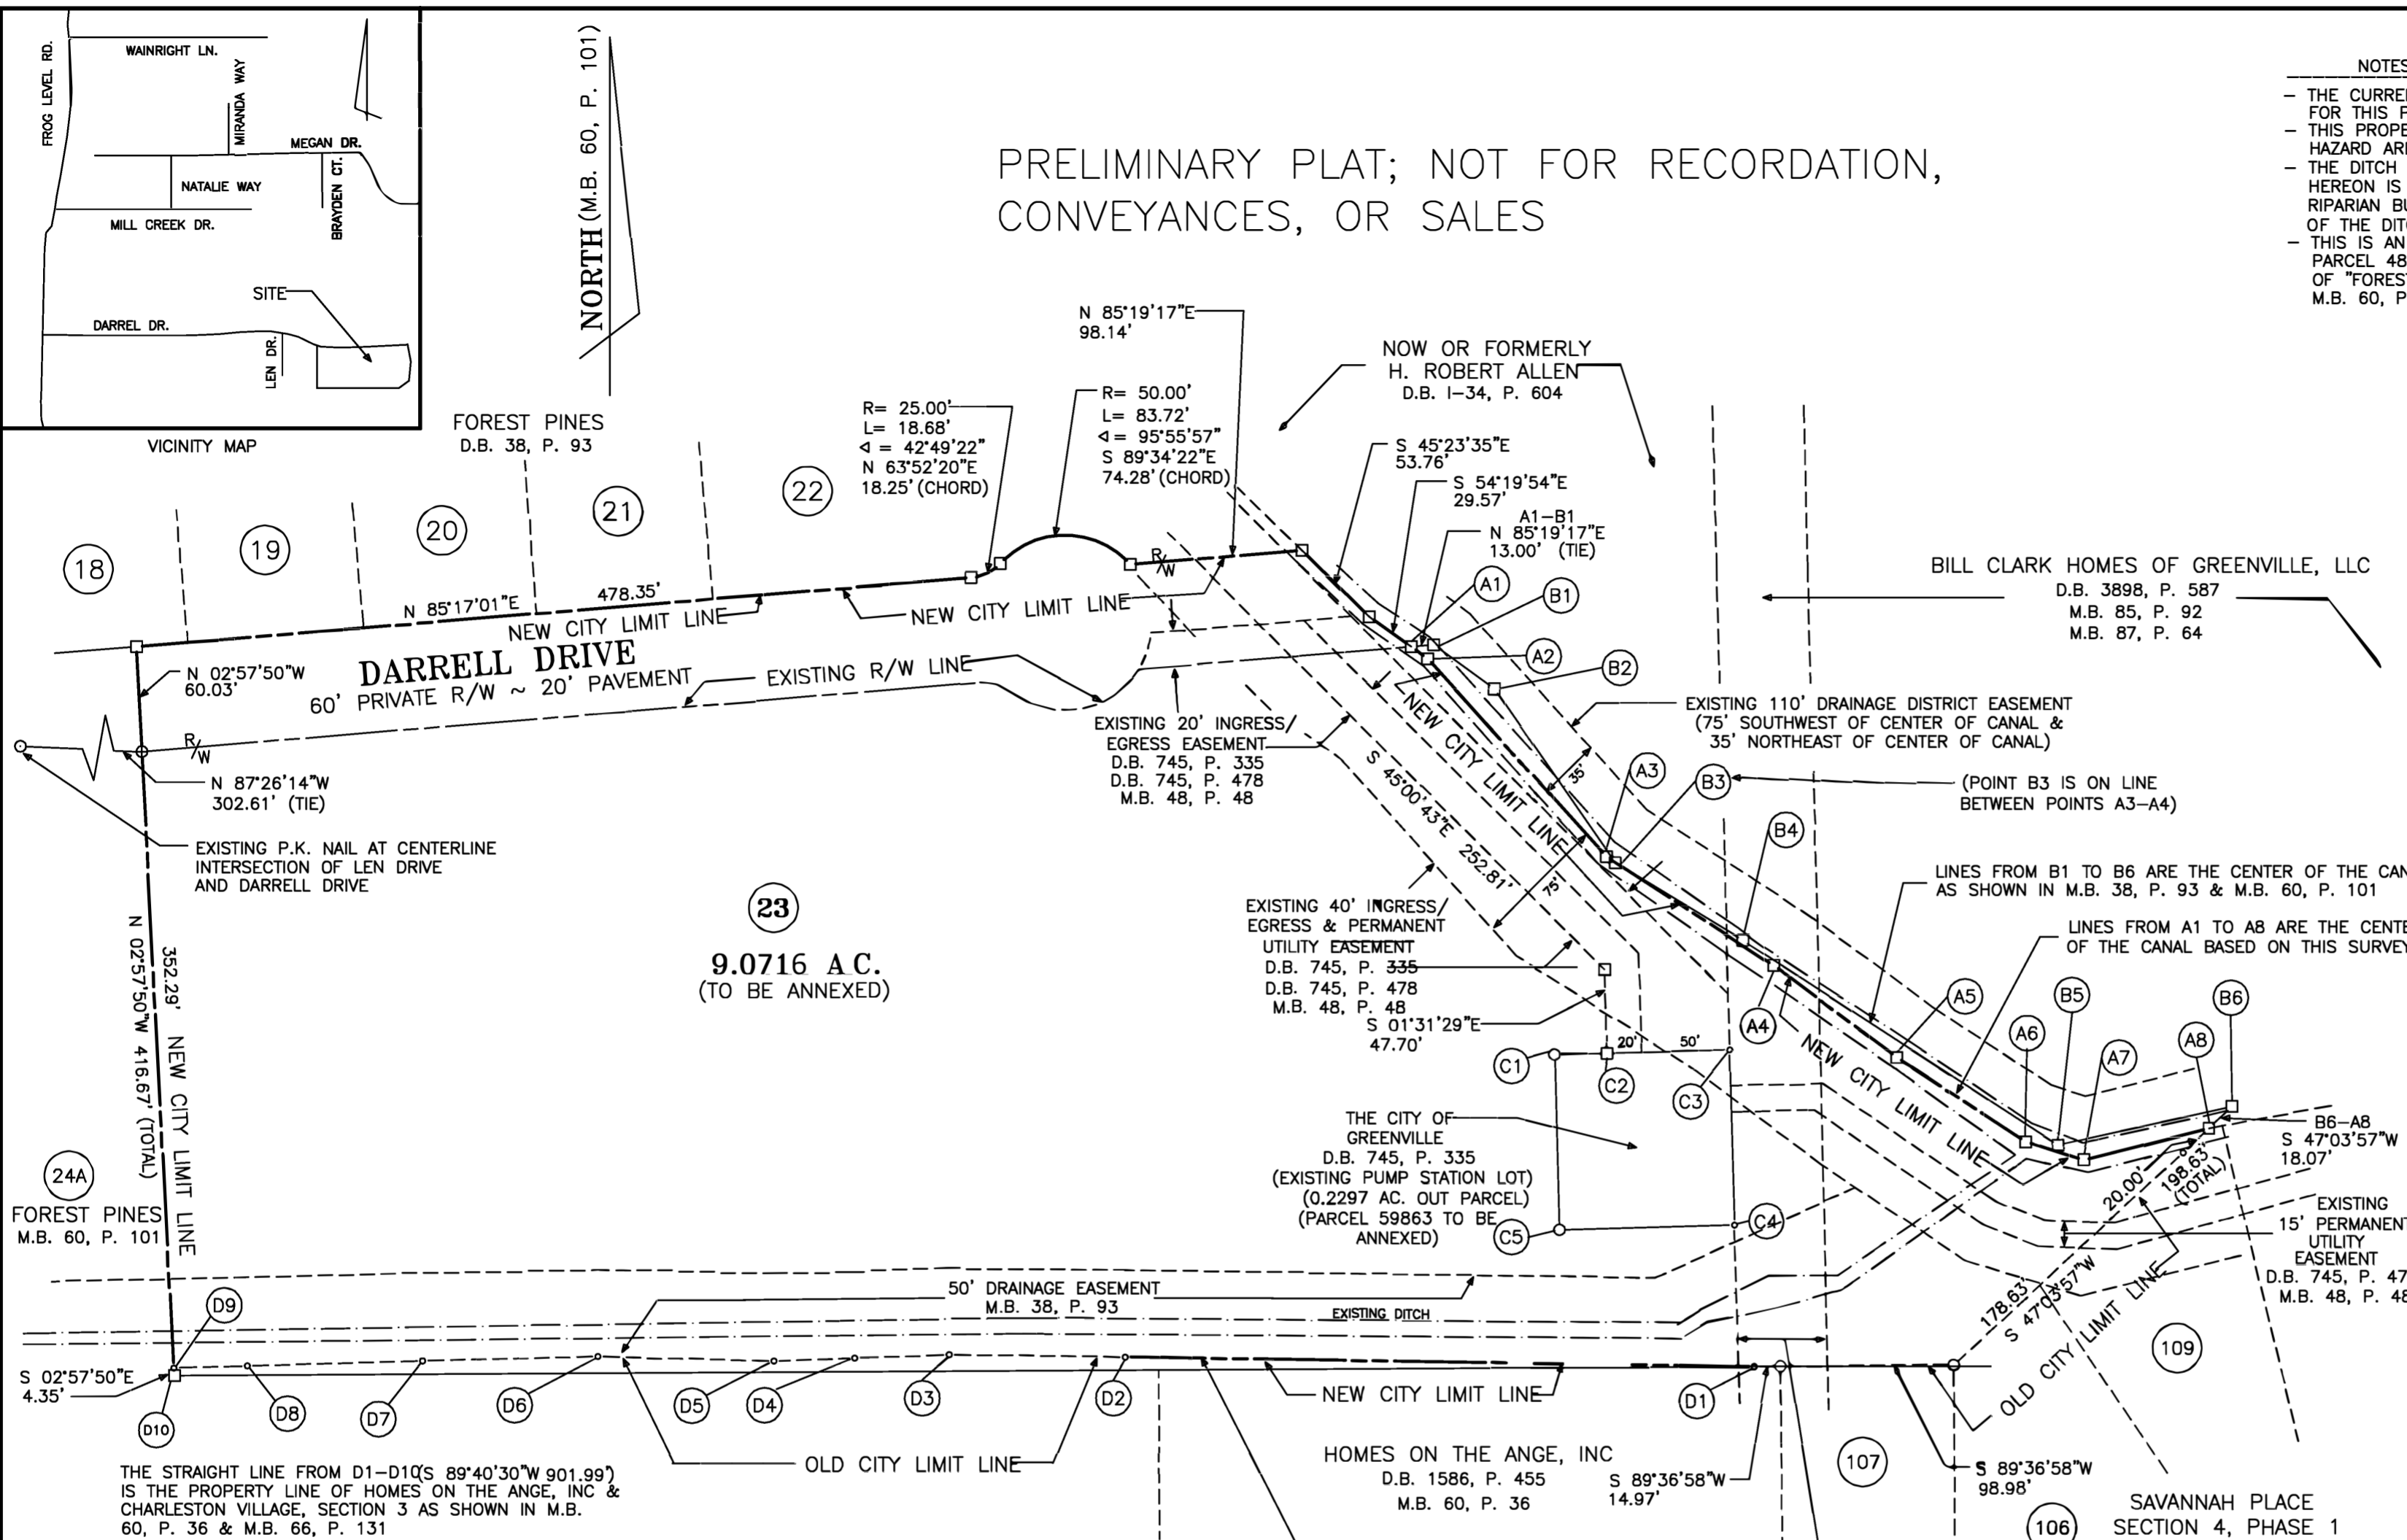 FROG LEVEL RD.
WAINRIGHT LN.
MIRANDA WAY
MEGAN DR.
NATALIE WAY
BRAYDEN CT.
MILL CREEK DR.
SITE
DARREL DR.
LEN DR.
VICINITY MAP
NORTH (M.B. 60, P. 101)
PRELIMINARY PLAT; NOT FOR RECORDATION,
CONVEYANCES, OR SALES
NOTES
– THE CURRE
FOR THIS P
– THIS PROPE
HAZARD AR
– THE DITCH
HEREON IS
RIPARIAN BU
OF THE DIT
– THIS IS AN
PARCEL 48
OF "FORES
M.B. 60, P
FOREST PINES
D.B. 38, P. 93
R= 25.00'
L= 18.68'
∢ = 42°49'22"
N 63°52'20"E
18.25' (CHORD)
R= 50.00'
L= 83.72'
∢ = 95°55'57"
S 89°34'22"E
74.28' (CHORD)
N 85°19'17"E
98.14'
NOW OR FORMERLY
H. ROBERT ALLEN
D.B. I-34, P. 604
S 45°23'35"E
53.76'
S 54°19'54"E
29.57'
A1-B1
N 85°19'17"E
13.00' (TIE)
18
19
20
21
22
N 85°17'01"E
478.35'
NEW CITY LIMIT LINE
NEW CITY LIMIT LINE
R/W
A1
B1
A2
B2
BILL CLARK HOMES OF GREENVILLE, LLC
D.B. 3898, P. 587
M.B. 85, P. 92
M.B. 87, P. 64
N 02°57'50"W
60.03'
DARRELL DRIVE
60' PRIVATE R/W ~ 20' PAVEMENT
EXISTING R/W LINE
R/W
N 87°26'14"W
302.61' (TIE)
EXISTING P.K. NAIL AT CENTERLINE
INTERSECTION OF LEN DRIVE
AND DARRELL DRIVE
EXISTING 20' INGRESS/
EGRESS EASEMENT
D.B. 745, P. 335
D.B. 745, P. 478
M.B. 48, P. 48
NEW CITY LIMIT LINE
S 45°00'43"E 252.81'
35'
75'
EXISTING 110' DRAINAGE DISTRICT EASEMENT
(75' SOUTHWEST OF CENTER OF CANAL &
35' NORTHEAST OF CENTER OF CANAL)
A3
B3
(POINT B3 IS ON LINE
BETWEEN POINTS A3-A4)
B4
LINES FROM B1 TO B6 ARE THE CENTER OF THE CAN
AS SHOWN IN M.B. 38, P. 93 & M.B. 60, P. 101
LINES FROM A1 TO A8 ARE THE CENTE
OF THE CANAL BASED ON THIS SURVEY
23
9.0716 AC.
(TO BE ANNEXED)
EXISTING 40' INGRESS/
EGRESS & PERMANENT
UTILITY EASEMENT
D.B. 745, P. 335
D.B. 745, P. 478
M.B. 48, P. 48
S 01°31'29"E
47.70'
20'
50'
C1
C2
C3
A4
A5
A6
B5
A7
A8
B6
NEW CITY LIMIT LINE
B6-A8
S 47°03'57"W
18.07'
352.29'
NEW CITY LIMIT LINE
N 02°57'50"W 416.67' (TOTAL)
24A
FOREST PINES
M.B. 60, P. 101
THE CITY OF
GREENVILLE
D.B. 745, P. 335
(EXISTING PUMP STATION LOT)
(0.2297 AC. OUT PARCEL)
(PARCEL 59863 TO BE
ANNEXED)
C4
C5
20.00'
198.63'
(TOTAL)
178.63'
S 47°03'57"W
OLD CITY LIMIT LINE
EXISTING
15' PERMANENT
UTILITY
EASEMENT
D.B. 745, P. 47
M.B. 48, P. 48
50' DRAINAGE EASEMENT
M.B. 38, P. 93
EXISTING DITCH
S 02°57'50"E
4.35'
D9
D10
D8
D7
D6
D5
D4
D3
D2
D1
NEW CITY LIMIT LINE
OLD CITY LIMIT LINE
THE STRAIGHT LINE FROM D1-D10(S 89°40'30"W 901.99')
IS THE PROPERTY LINE OF HOMES ON THE ANGE, INC &
CHARLESTON VILLAGE, SECTION 3 AS SHOWN IN M.B.
60, P. 36 & M.B. 66, P. 131
HOMES ON THE ANGE, INC
D.B. 1586, P. 455
M.B. 60, P. 36
S 89°36'58"W
14.97'
107
S 89°36'58"W
98.98'
109
106
SAVANNAH PLACE
SECTION 4, PHASE 1